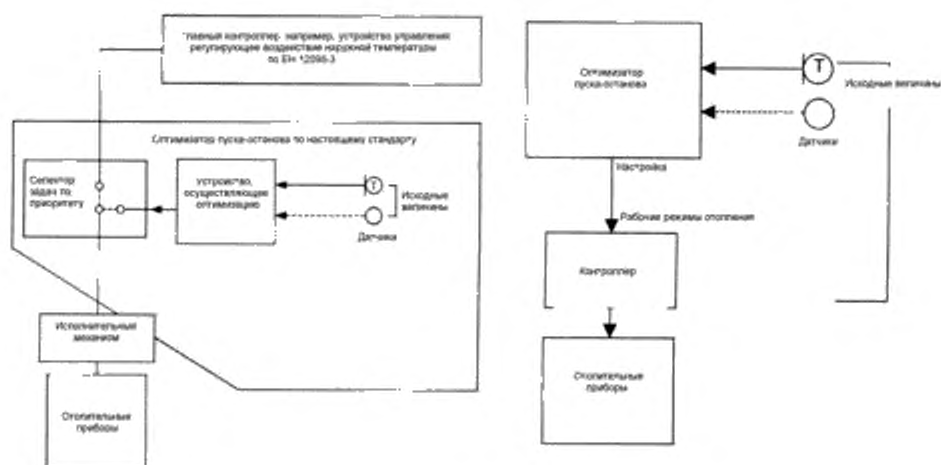 Главный контроллер, например, устройство управления
регулирующее воздействие наружной температуры
по ЕН 12098-3
Оптимизатор пуска-останова по настоящему стандарту
Селектор
задач по
приоритету
Устройство,
осуществляющее
оптимизацию
Т
Исходные
величины
Датчики
Исполнительный
механизм
Отопительные
приборы
Оптимизатор
пуска-останова
Т
Исходные величины
Датчики
Настройка
Рабочие режимы отопления
Контроллер
Отопительные
приборы